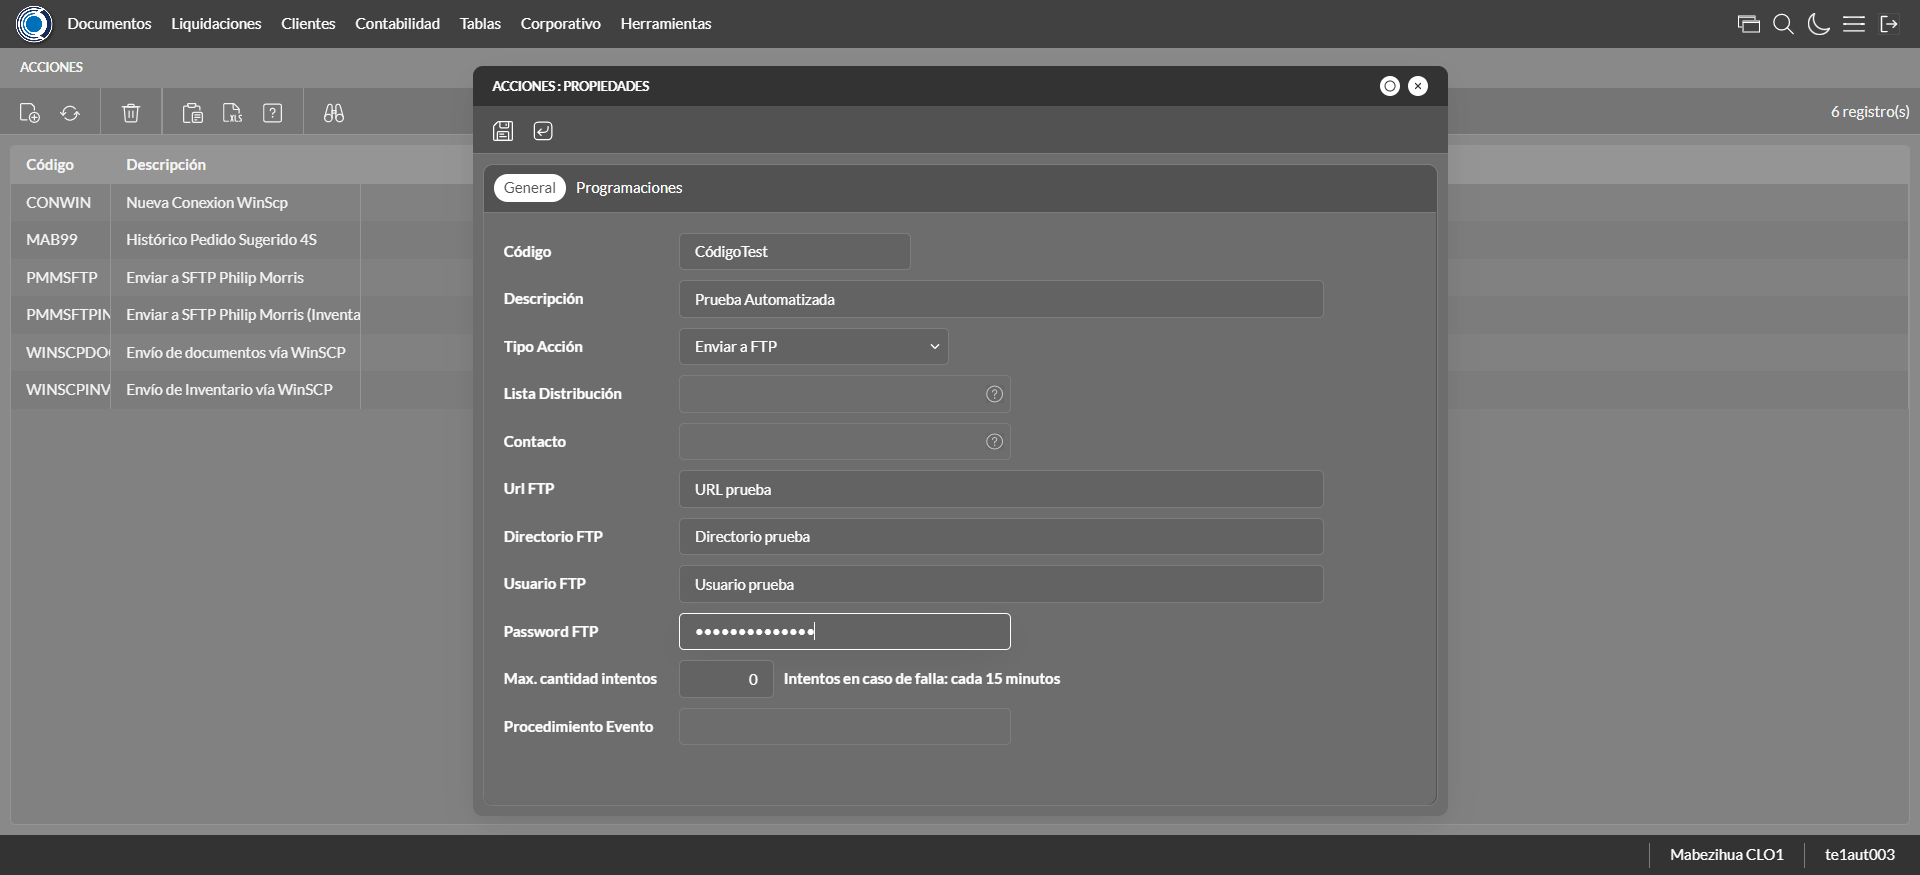 Documentos Liquidaciones Clientes Contabilidad Tablas Corporativo Herramientas
ACCIONES
ACCIONES : PROPIEDADES
XLS
6 registro(s)
Código Descripción
CONWIN Nueva Conexion WinScp
MAB99 Histórico Pedido Sugerido 4S
PMMSFTP Enviar a SFTP Philip Morris
PMMSFTPIN Enviar a SFTP Philip Morris (Inventa
WINSCPDO Envío de documentos vía WinSCP
WINSCPINV Envío de Inventario vía WinSCP
General Programaciones
Código CódigoTest
Descripción Prueba Automatizada
Tipo Acción Enviar a FTP
Lista Distribución
Contacto
Url FTP URL prueba
Directorio FTP Directorio prueba
Usuario FTP Usuario prueba
Password FTP ••••••••••••••
Max. cantidad intentos 0 Intentos en caso de falla: cada 15 minutos
Procedimiento Evento
Mabezihua CLO1 te1aut003